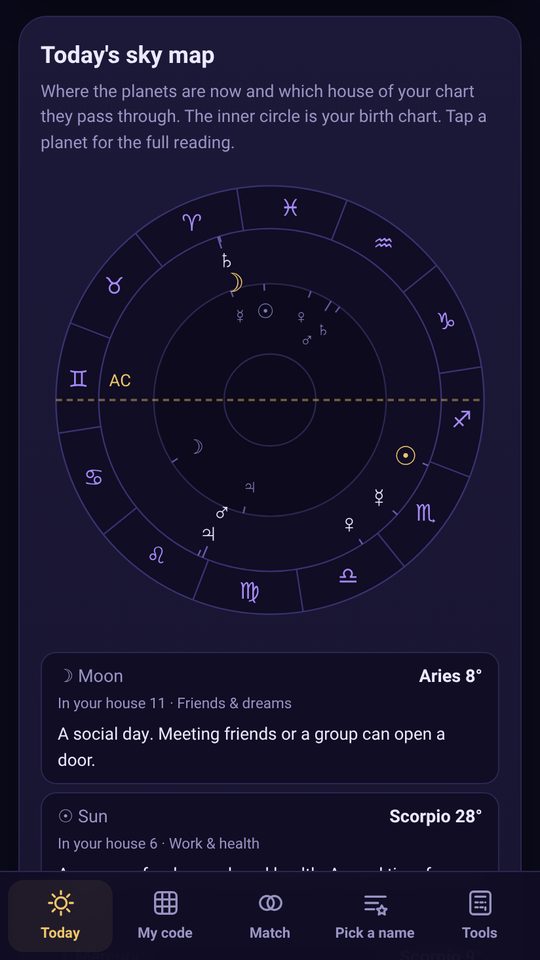 Today's sky map
Where the planets are now and which house of your chart
they pass through. The inner circle is your birth chart. Tap a
planet for the full reading.
♓
♈
♒
♄
♉
☽
☿ ☉ ♀
♑
♂ ♄
♊ AC
♐
☽
☉
♋
♃
☿
♂
♏
♃
♀
♌
♎
♍
☽ Moon
Aries 8°
In your house 11 · Friends & dreams
A social day. Meeting friends or a group can open a
door.
☉ Sun
Scorpio 28°
In your house 6 · Work & health
Today
My code
Match
Pick a name
Tools